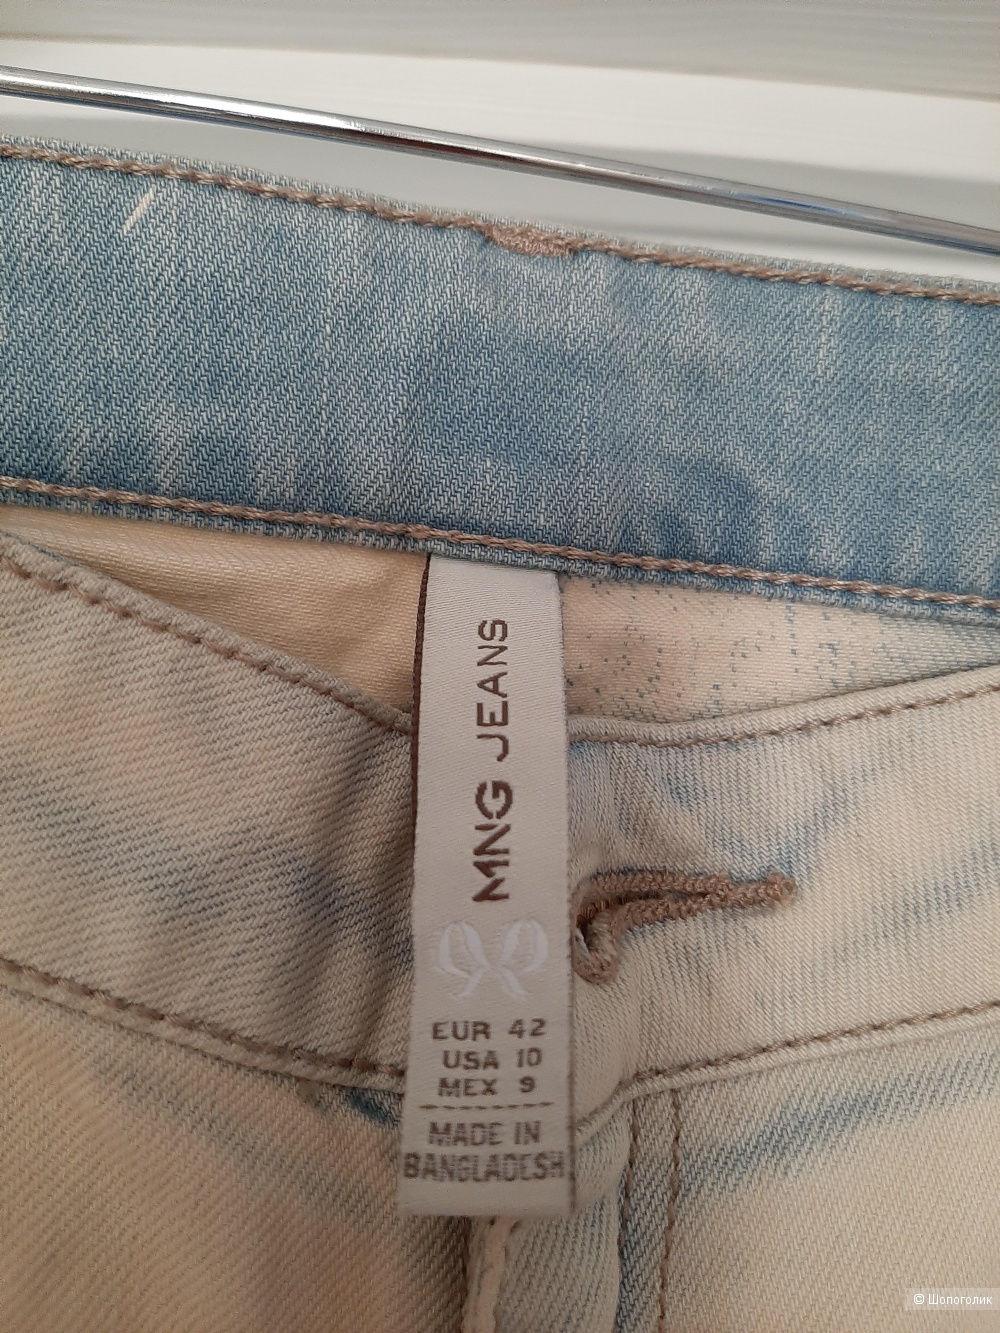 MNG JEANS
EUR 42
USA 10
MEX 9
MADE IN
BANGLADESH
© Шопоголик